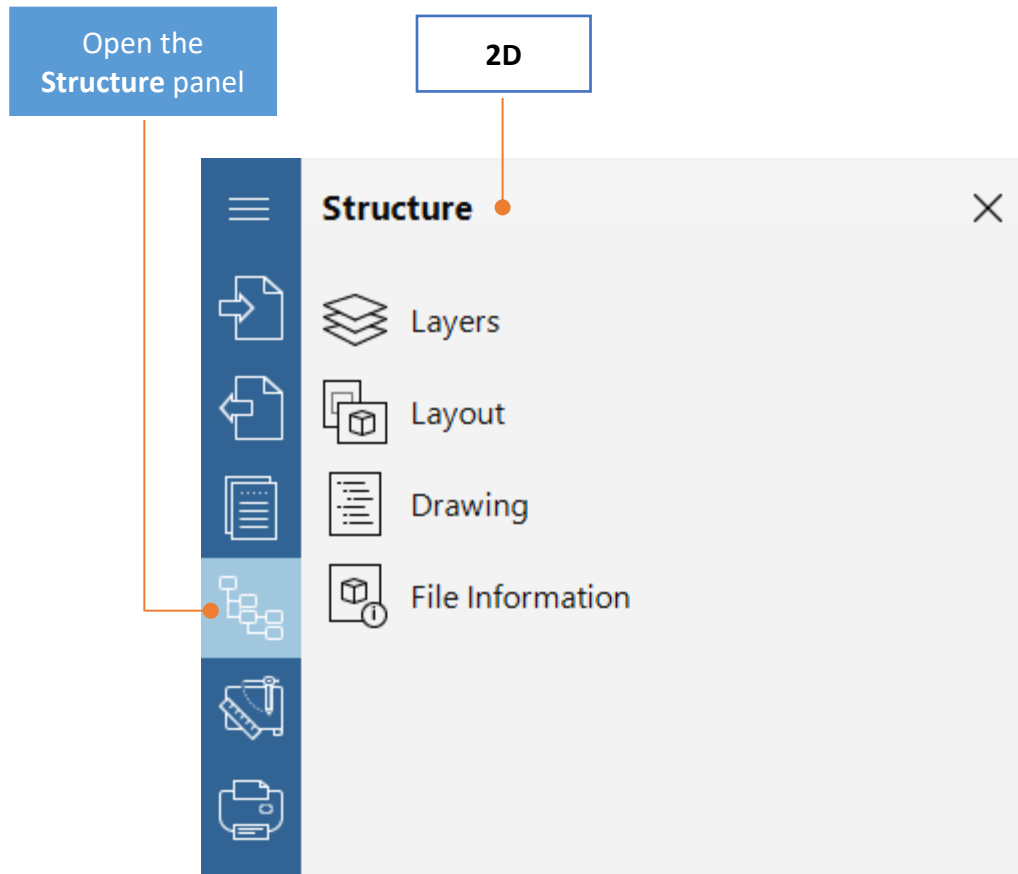 Open the
Structure panel
2D
Structure
Layers
Layout
Drawing
File Information